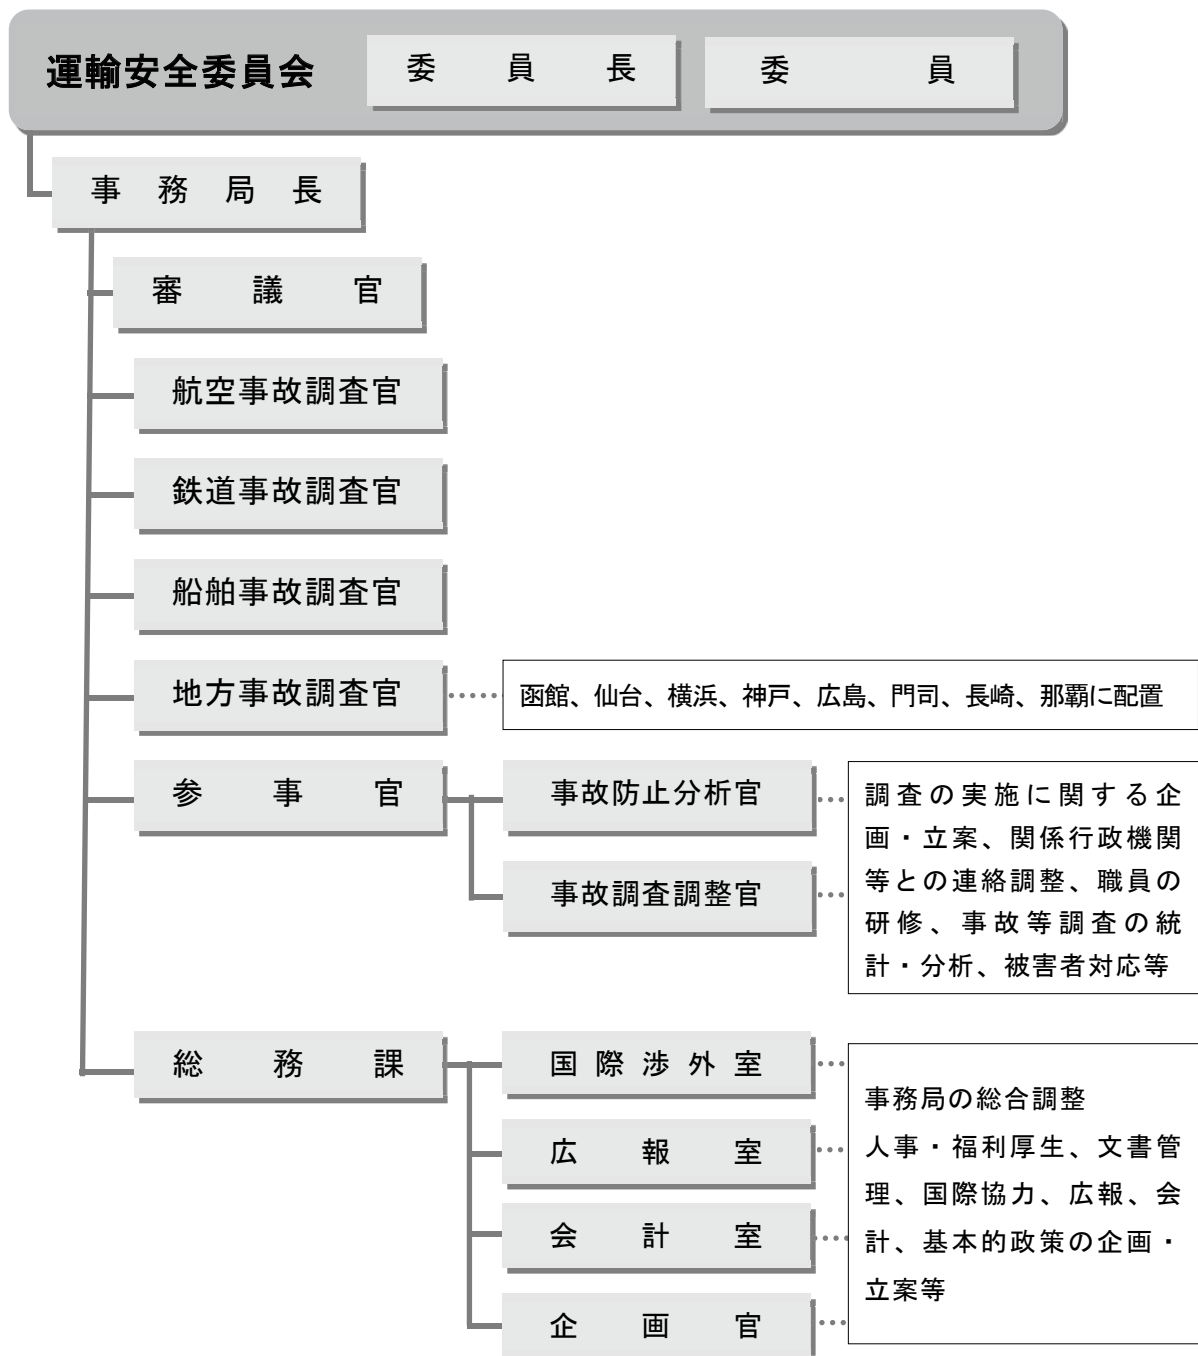 運輸安全委員会 委員長 委員
事務局長
審議官
航空事故調査官
鉄道事故調査官
船舶事故調査官
地方事故調査官
函館、仙台、横浜、神戸、広島、門司、長崎、那覇に配置
参事官
事故防止分析官
事故調査調整官
調査の実施に関する企
画・立案、関係行政機関
等との連絡調整、職員の
研修、事故等調査の統
計・分析、被害者対応等
総務課
国際渉外室
広報室
会計室
企画官
事務局の総合調整
人事・福利厚生、文書管
理、国際協力、広報、会
計、基本的政策の企画・
立案等